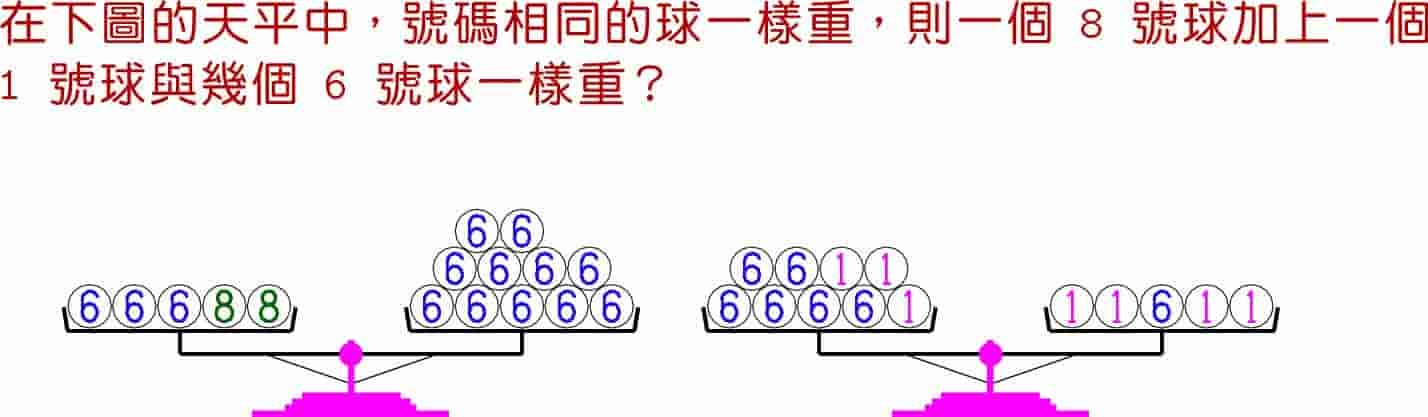 在下圖的天平中，號碼相同的球一樣重，則一個 8 號球加上一個
1 號球與幾個 6 號球一樣重？
6 6
6 6 6 6
6 6 6 8 8
6 6 6 6 6
6 6 1 1
6 6 6 6 1
1 1 6 1 1